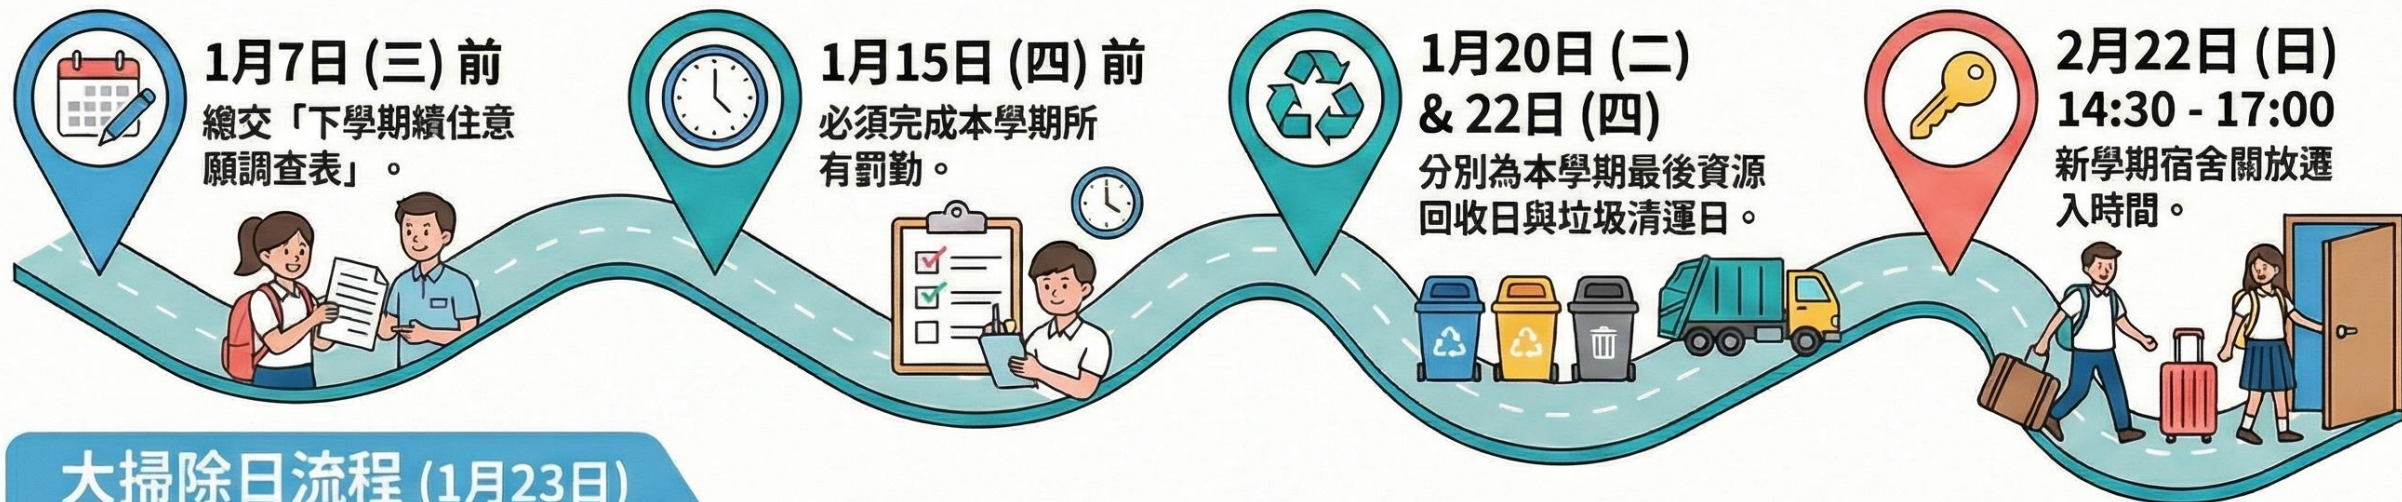 1月7日 (三) 前
繳交「下學期續住意
願調查表」。
1月15日 (四) 前
必須完成本學期所
有罰勤。
1月20日 (二)
& 22日 (四)
分別為本學期最後資源
回收日與垃圾清運日。
2月22日 (日)
14:30 - 17:00
新學期宿舍開放遷
入時間。
大掃除日流程 (1月23日)